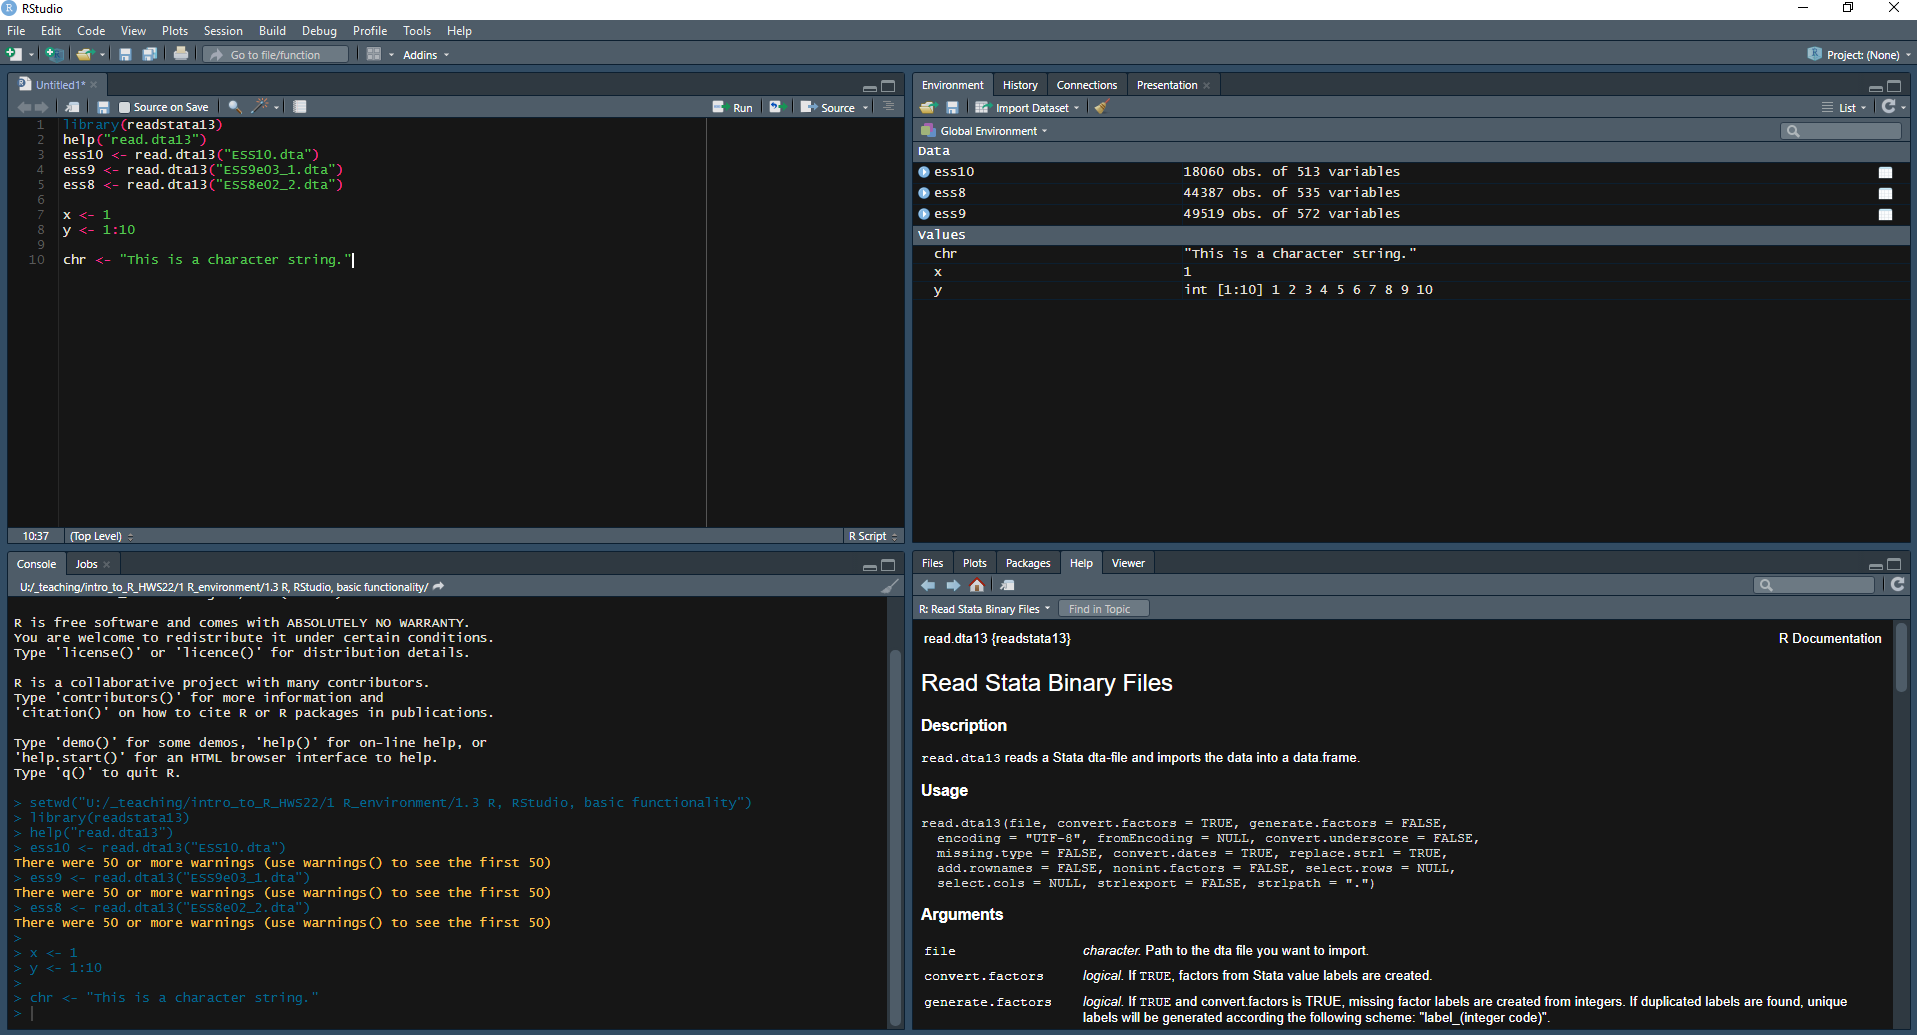 RStudio
File Edit Code View Plots Session Build Debug Profile Tools Help
Go to file/function Addins Project: (None)
Untitled1*
Source on Save Run Source
1 library(readstata13)
2 help("read.dta13")
3 ess10 <- read.dta13("ESS10.dta")
4 ess9 <- read.dta13("ESS9e03_1.dta")
5 ess8 <- read.dta13("ESS8e02_2.dta")
6
7 x <- 1
8 y <- 1:10
9
10 chr <- "This is a character string."
10:37 (Top Level) R Script
Environment History Connections Presentation
Import Dataset List
Global Environment
Data
ess10 18060 obs. of 513 variables
ess8 44387 obs. of 535 variables
ess9 49519 obs. of 572 variables
Values
chr "This is a character string."
x 1
y int [1:10] 1 2 3 4 5 6 7 8 9 10
Console Jobs
U:/_teaching/intro_to_R_HWS22/1 R_environment/1.3 R, RStudio, basic functionality/
R is free software and comes with ABSOLUTELY NO WARRANTY.
You are welcome to redistribute it under certain conditions.
Type 'license()' or 'licence()' for distribution details.
R is a collaborative project with many contributors.
Type 'contributors()' for more information and
'citation()' on how to cite R or R packages in publications.
Type 'demo()' for some demos, 'help()' for on-line help, or
'help.start()' for an HTML browser interface to help.
Type 'q()' to quit R.
> setwd("U:/_teaching/intro_to_R_HWS22/1 R_environment/1.3 R, RStudio, basic functionality")
> library(readstata13)
> help("read.dta13")
> ess10 <- read.dta13("ESS10.dta")
There were 50 or more warnings (use warnings() to see the first 50)
> ess9 <- read.dta13("ESS9e03_1.dta")
There were 50 or more warnings (use warnings() to see the first 50)
> ess8 <- read.dta13("ESS8e02_2.dta")
There were 50 or more warnings (use warnings() to see the first 50)
>
> x <- 1
> y <- 1:10
>
> chr <- "This is a character string."
>
Files Plots Packages Help Viewer
R: Read Stata Binary Files Find in Topic
read.dta13 {readstata13} R Documentation
Read Stata Binary Files
Description
read.dta13 reads a Stata dta-file and imports the data into a data.frame.
Usage
read.dta13(file, convert.factors = TRUE, generate.factors = FALSE,
encoding = "UTF-8", fromEncoding = NULL, convert.underscore = FALSE,
missing.type = FALSE, convert.dates = TRUE, replace.strl = TRUE,
add.rownames = FALSE, nonint.factors = FALSE, select.rows = NULL,
select.cols = NULL, strlexport = FALSE, strlpath = ".")
Arguments
file character. Path to the dta file you want to import.
convert.factors logical. If TRUE, factors from Stata value labels are created.
generate.factors logical. If TRUE and convert.factors is TRUE, missing factor labels are created from integers. If duplicated labels are found, unique
labels will be generated according the following scheme: "label_(integer code)".